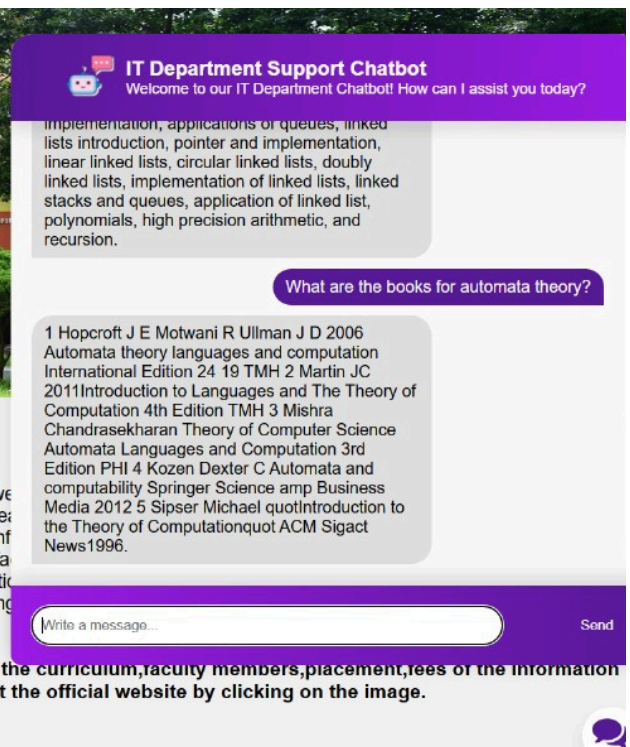 IT Department Support Chatbot
Welcome to our IT Department Chatbot! How can I assist you today?
implementation, applications of queues, linked
lists introduction, pointer and implementation,
linear linked lists, circular linked lists, doubly
linked lists, implementation of linked lists, linked
stacks and queues, application of linked list,
polynomials, high precision arithmetic, and
recursion.
What are the books for automata theory?
1 Hopcroft J E Motwani R Ullman J D 2006
Automata theory languages and computation
International Edition 24 19 TMH 2 Martin JC
2011Introduction to Languages and The Theory of
Computation 4th Edition TMH 3 Mishra
Chandrasekharan Theory of Computer Science
Automata Languages and Computation 3rd
Edition PHI 4 Kozen Dexter C Automata and
computability Springer Science amp Business
Media 2012 5 Sipser Michael quotIntroduction to
the Theory of Computationquot ACM Sigact
News1996.
Write a message...
Send
the curriculum,faculty members,placement,fees of the Information
t the official website by clicking on the image.